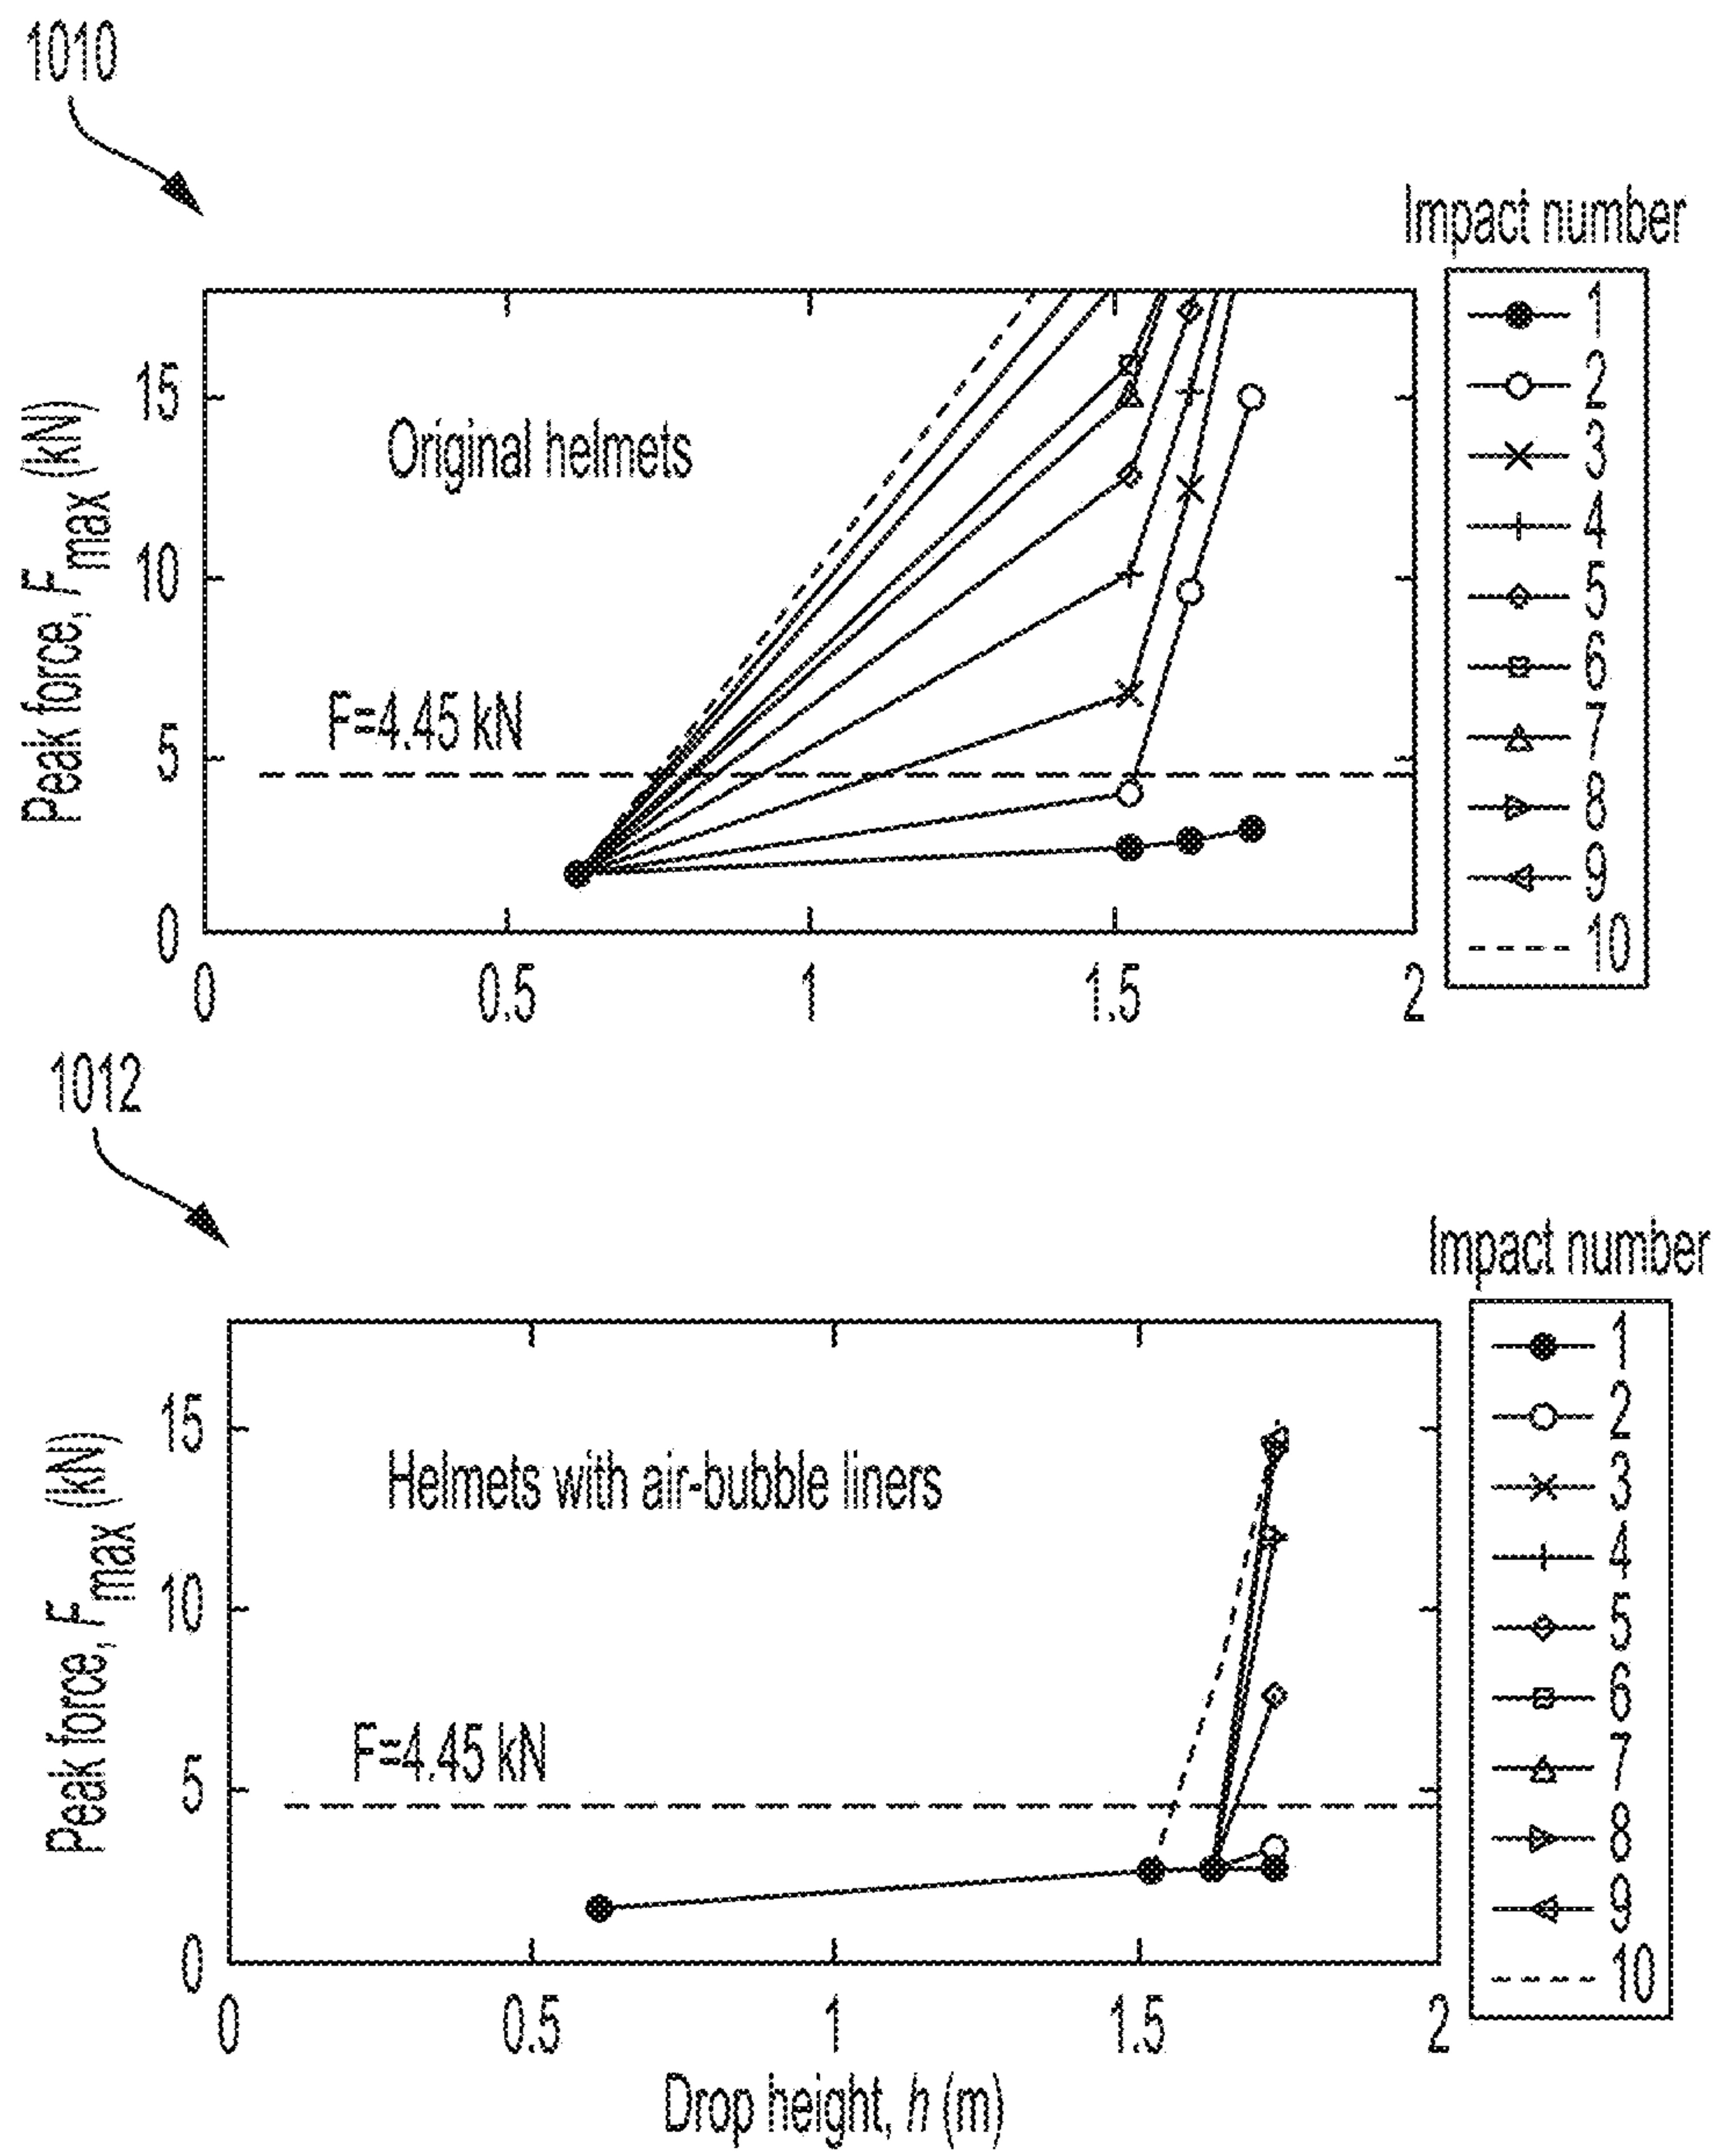 1010
Impact number
1
2
3
4
5
6
7
8
9
10
Peak force, Fmax (kN)
15
10
5
0
Original helmets
F=4.45 kN
0 0.5 1 1.5 2
1012
Impact number
1
2
3
4
5
6
7
8
9
10
Peak force, Fmax (kN)
15
10
5
0
Helmets with air-bubble liners
F=4.45 kN
0 0.5 1 1.5 2
Drop height, h (m)